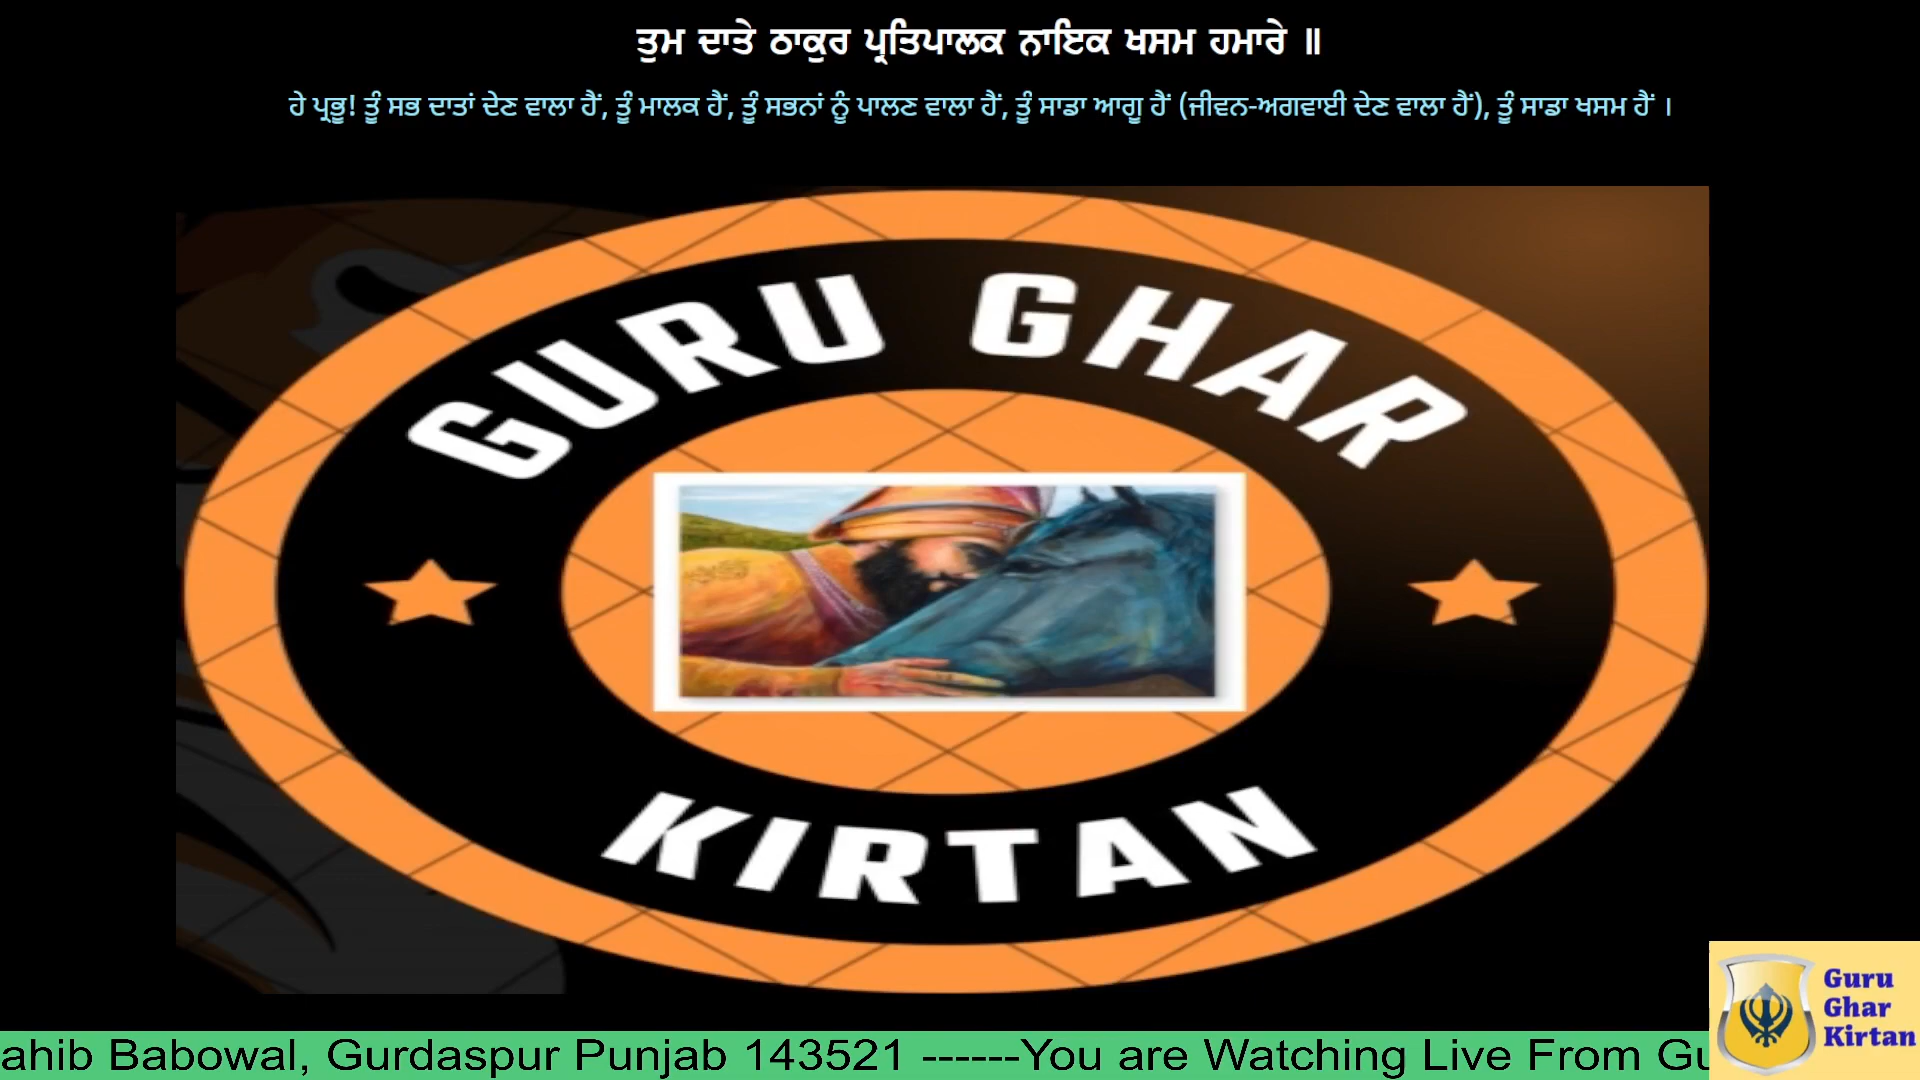 ਤੁਮ ਦਾਤੇ ਠਾਕੁਰ ਪ੍ਰਤਿਪਾਲਕ ਨਾਇਕ ਖਸਮ ਹਮਾਰੇ ॥
ਹੇ ਪ੍ਰਭੂ! ਤੂੰ ਸਭ ਦਾਤਾਂ ਦੇਣ ਵਾਲਾ ਹੈਂ, ਤੂੰ ਮਾਲਕ ਹੈਂ, ਤੂੰ ਸਭਨਾਂ ਨੂੰ ਪਾਲਣ ਵਾਲਾ ਹੈਂ, ਤੂੰ ਸਾਡਾ ਆਗੂ ਹੈਂ (ਜੀਵਨ-ਅਗਵਾਈ ਦੇਣ ਵਾਲਾ ਹੈਂ), ਤੂੰ ਸਾਡਾ ਖਸਮ ਹੈਂ ।
GURU GHAR
KIRTAN
Guru
Ghar
Kirtan
ahib Babowal, Gurdaspur Punjab 143521 ------You are Watching Live From Gu